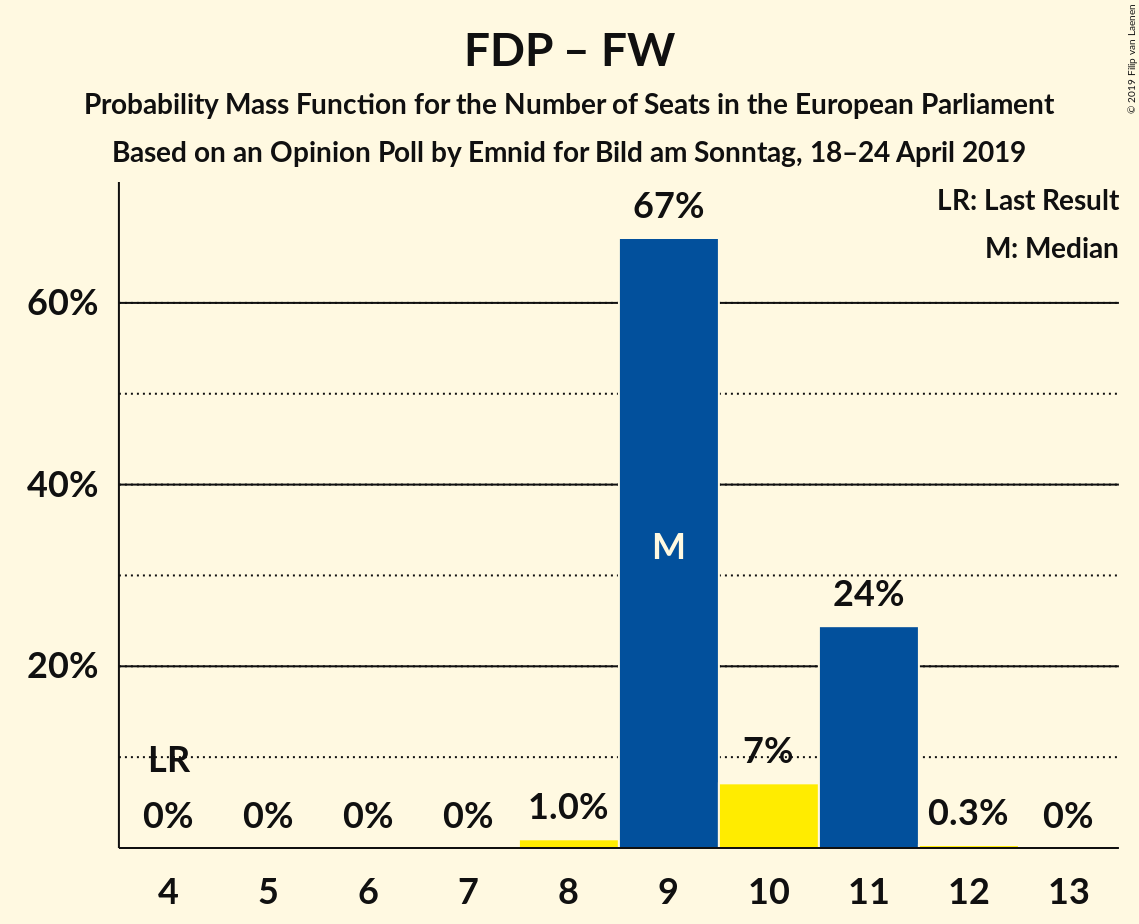 FDP – FW
Probability Mass Function for the Number of Seats in the European Parliament
Based on an Opinion Poll by Emnid for Bild am Sonntag, 18–24 April 2019
© 2019 Filip van Laenen
LR: Last Result
M: Median
67%
60%
40%
M
24%
20%
LR
7%
0% 0% 0% 0% 1.0% 0.3% 0%
4 5 6 7 8 9 10 11 12 13